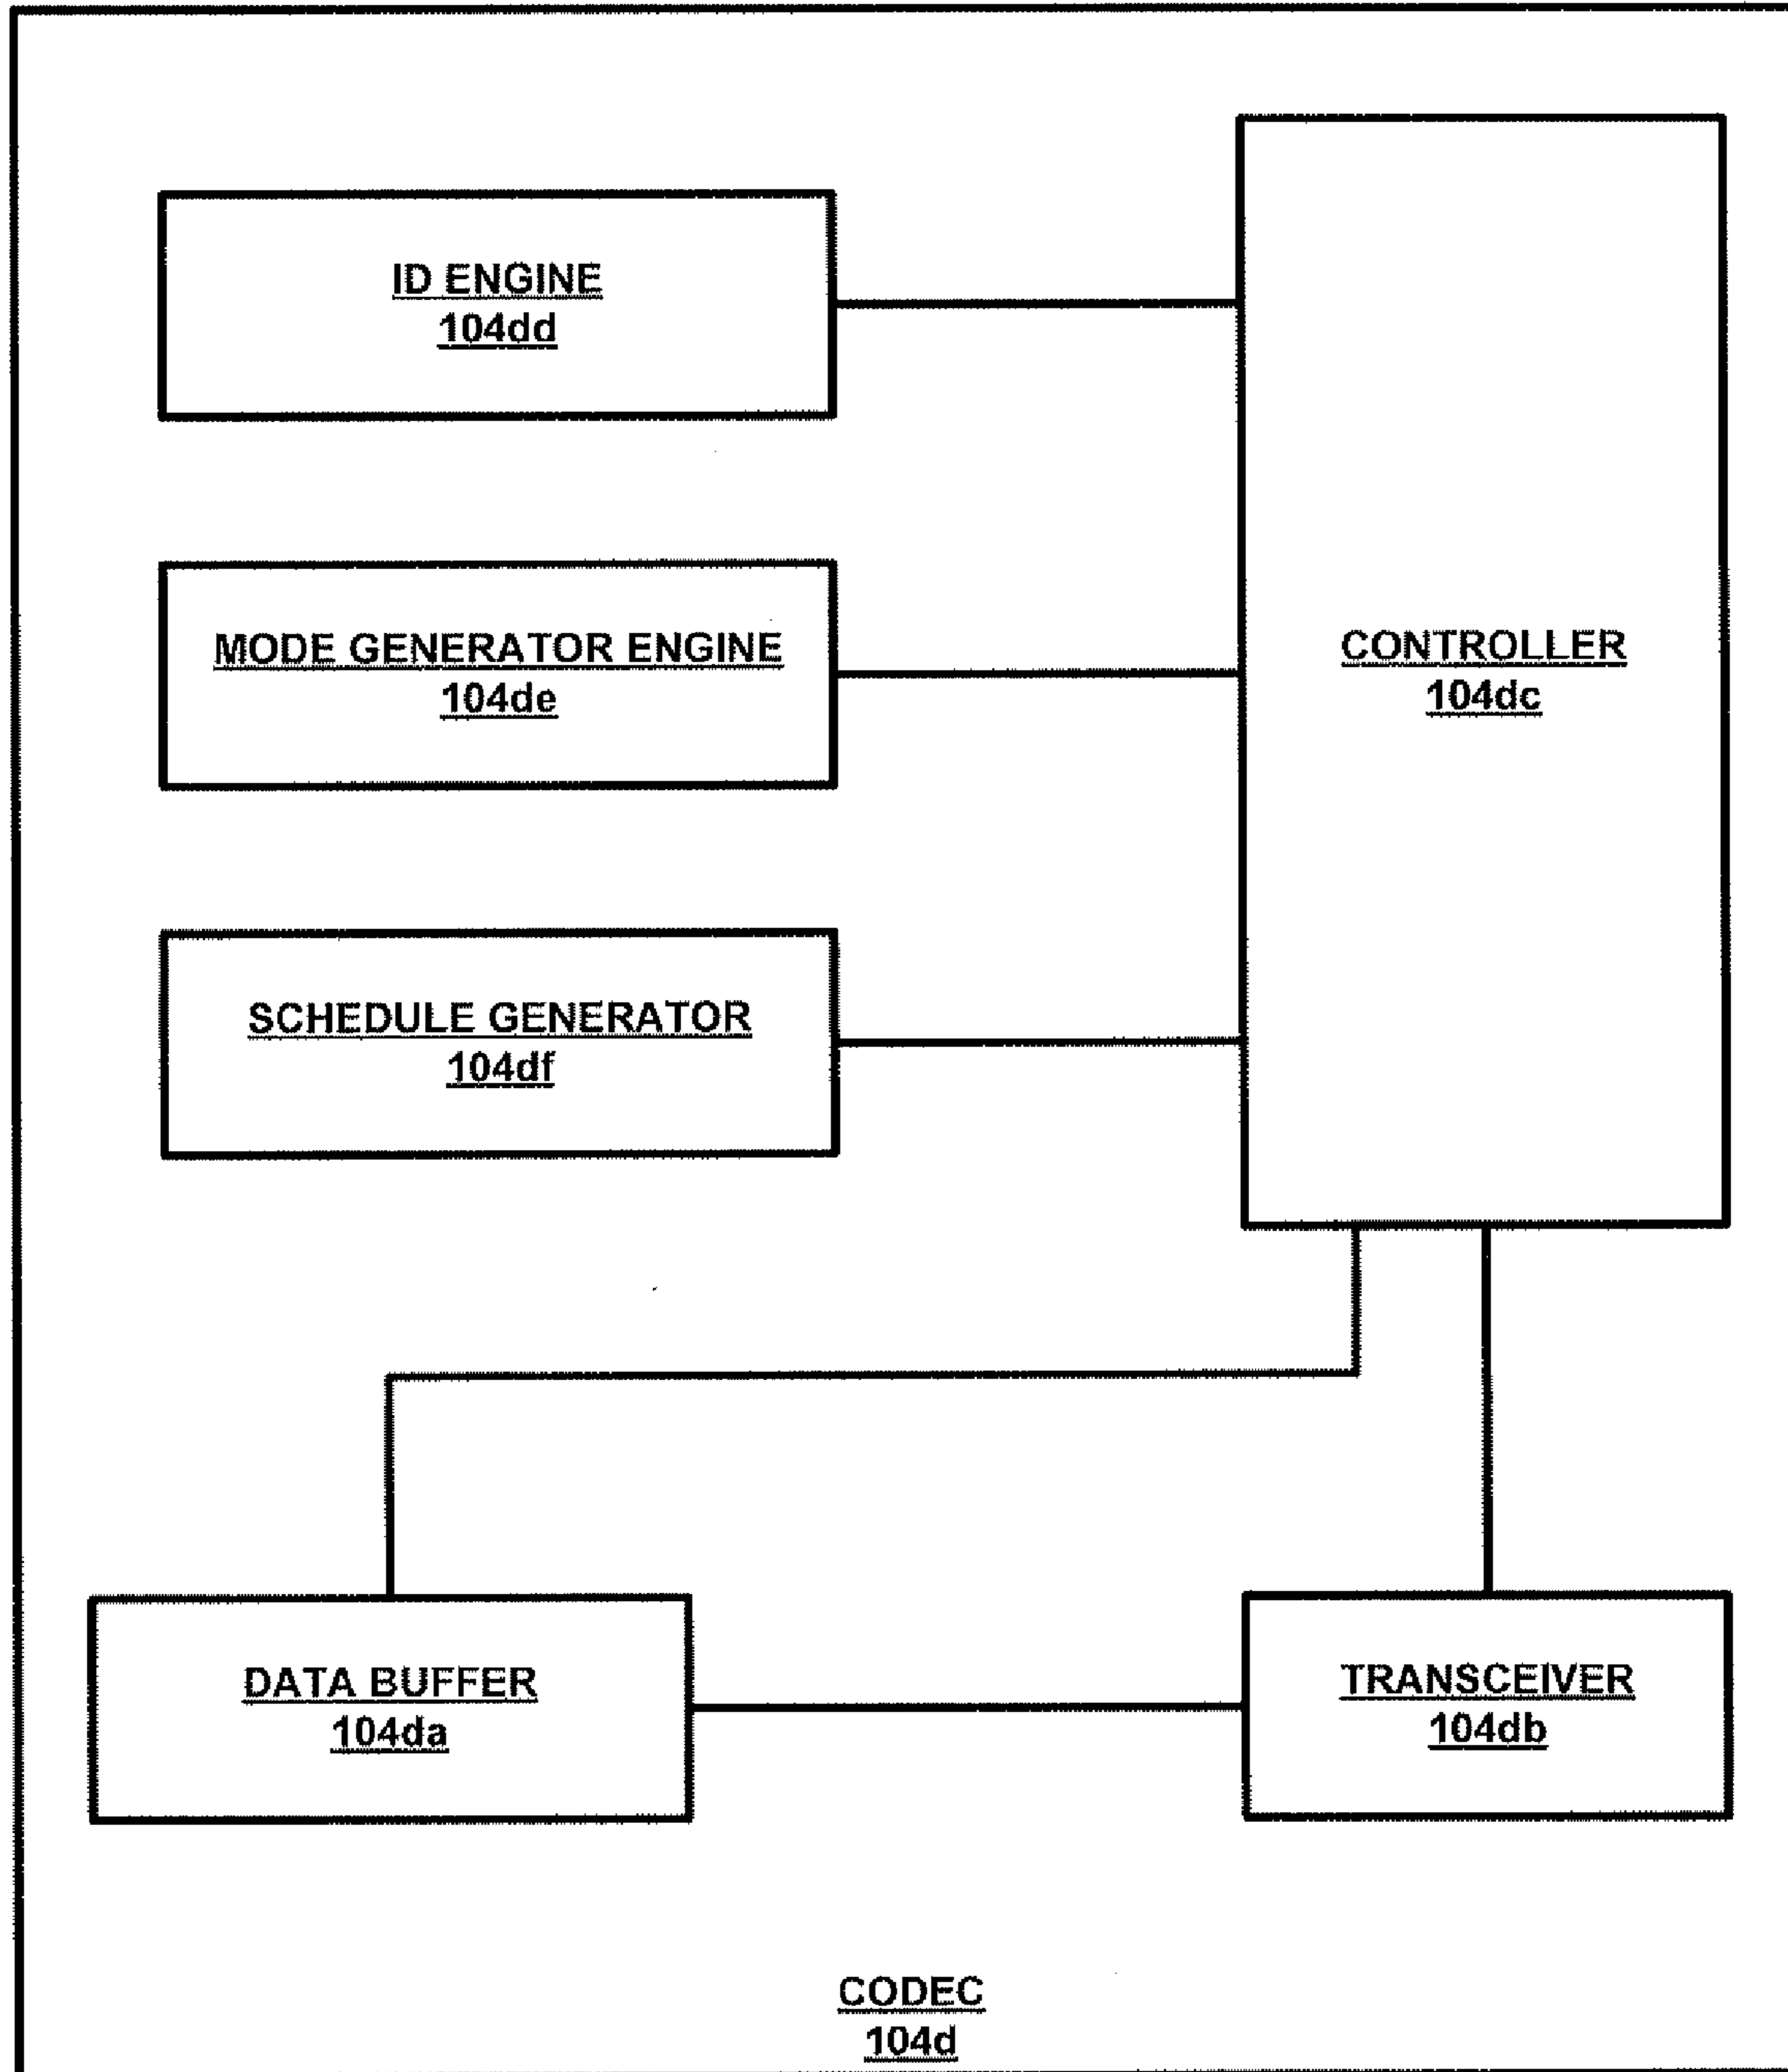 ID ENGINE
104dd
MODE GENERATOR ENGINE
104de
CONTROLLER
104dc
SCHEDULE GENERATOR
104df
DATA BUFFER
104da
TRANSCEIVER
104db
CODEC
104d